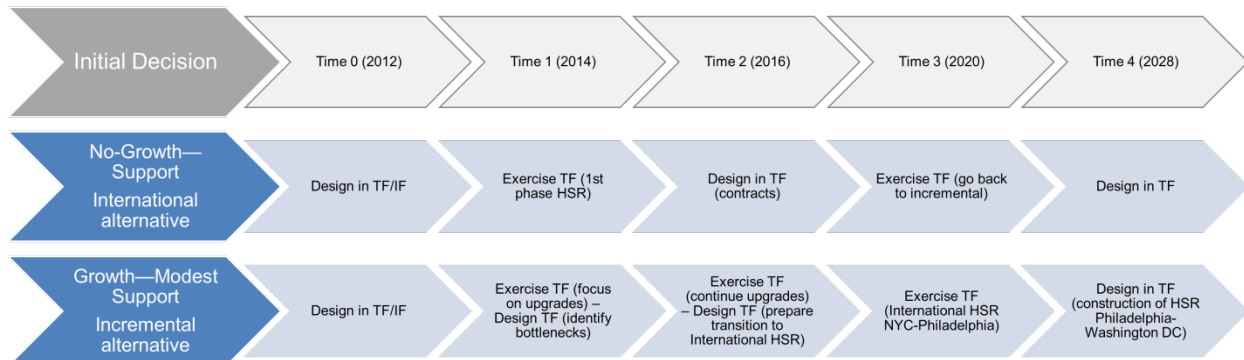 Initial Decision
Time 0 (2012)
Time 1 (2014)
Time 2 (2016)
Time 3 (2020)
Time 4 (2028)
No-Growth—
Support
International
alternative
Design in TF/IF
Exercise TF (1st
phase HSR)
Design in TF
(contracts)
Exercise TF (go back
to incremental)
Design in TF
Growth—Modest
Support
Incremental
alternative
Design in TF/IF
Exercise TF (focus
on upgrades) –
Design TF (identify
bottlenecks)
Exercise TF
(continue upgrades)
– Design TF (prepare
transition to
International HSR)
Exercise TF
(International HSR
NYC-Philadelphia)
Design in TF
(construction of HSR
Philadelphia-
Washington DC)